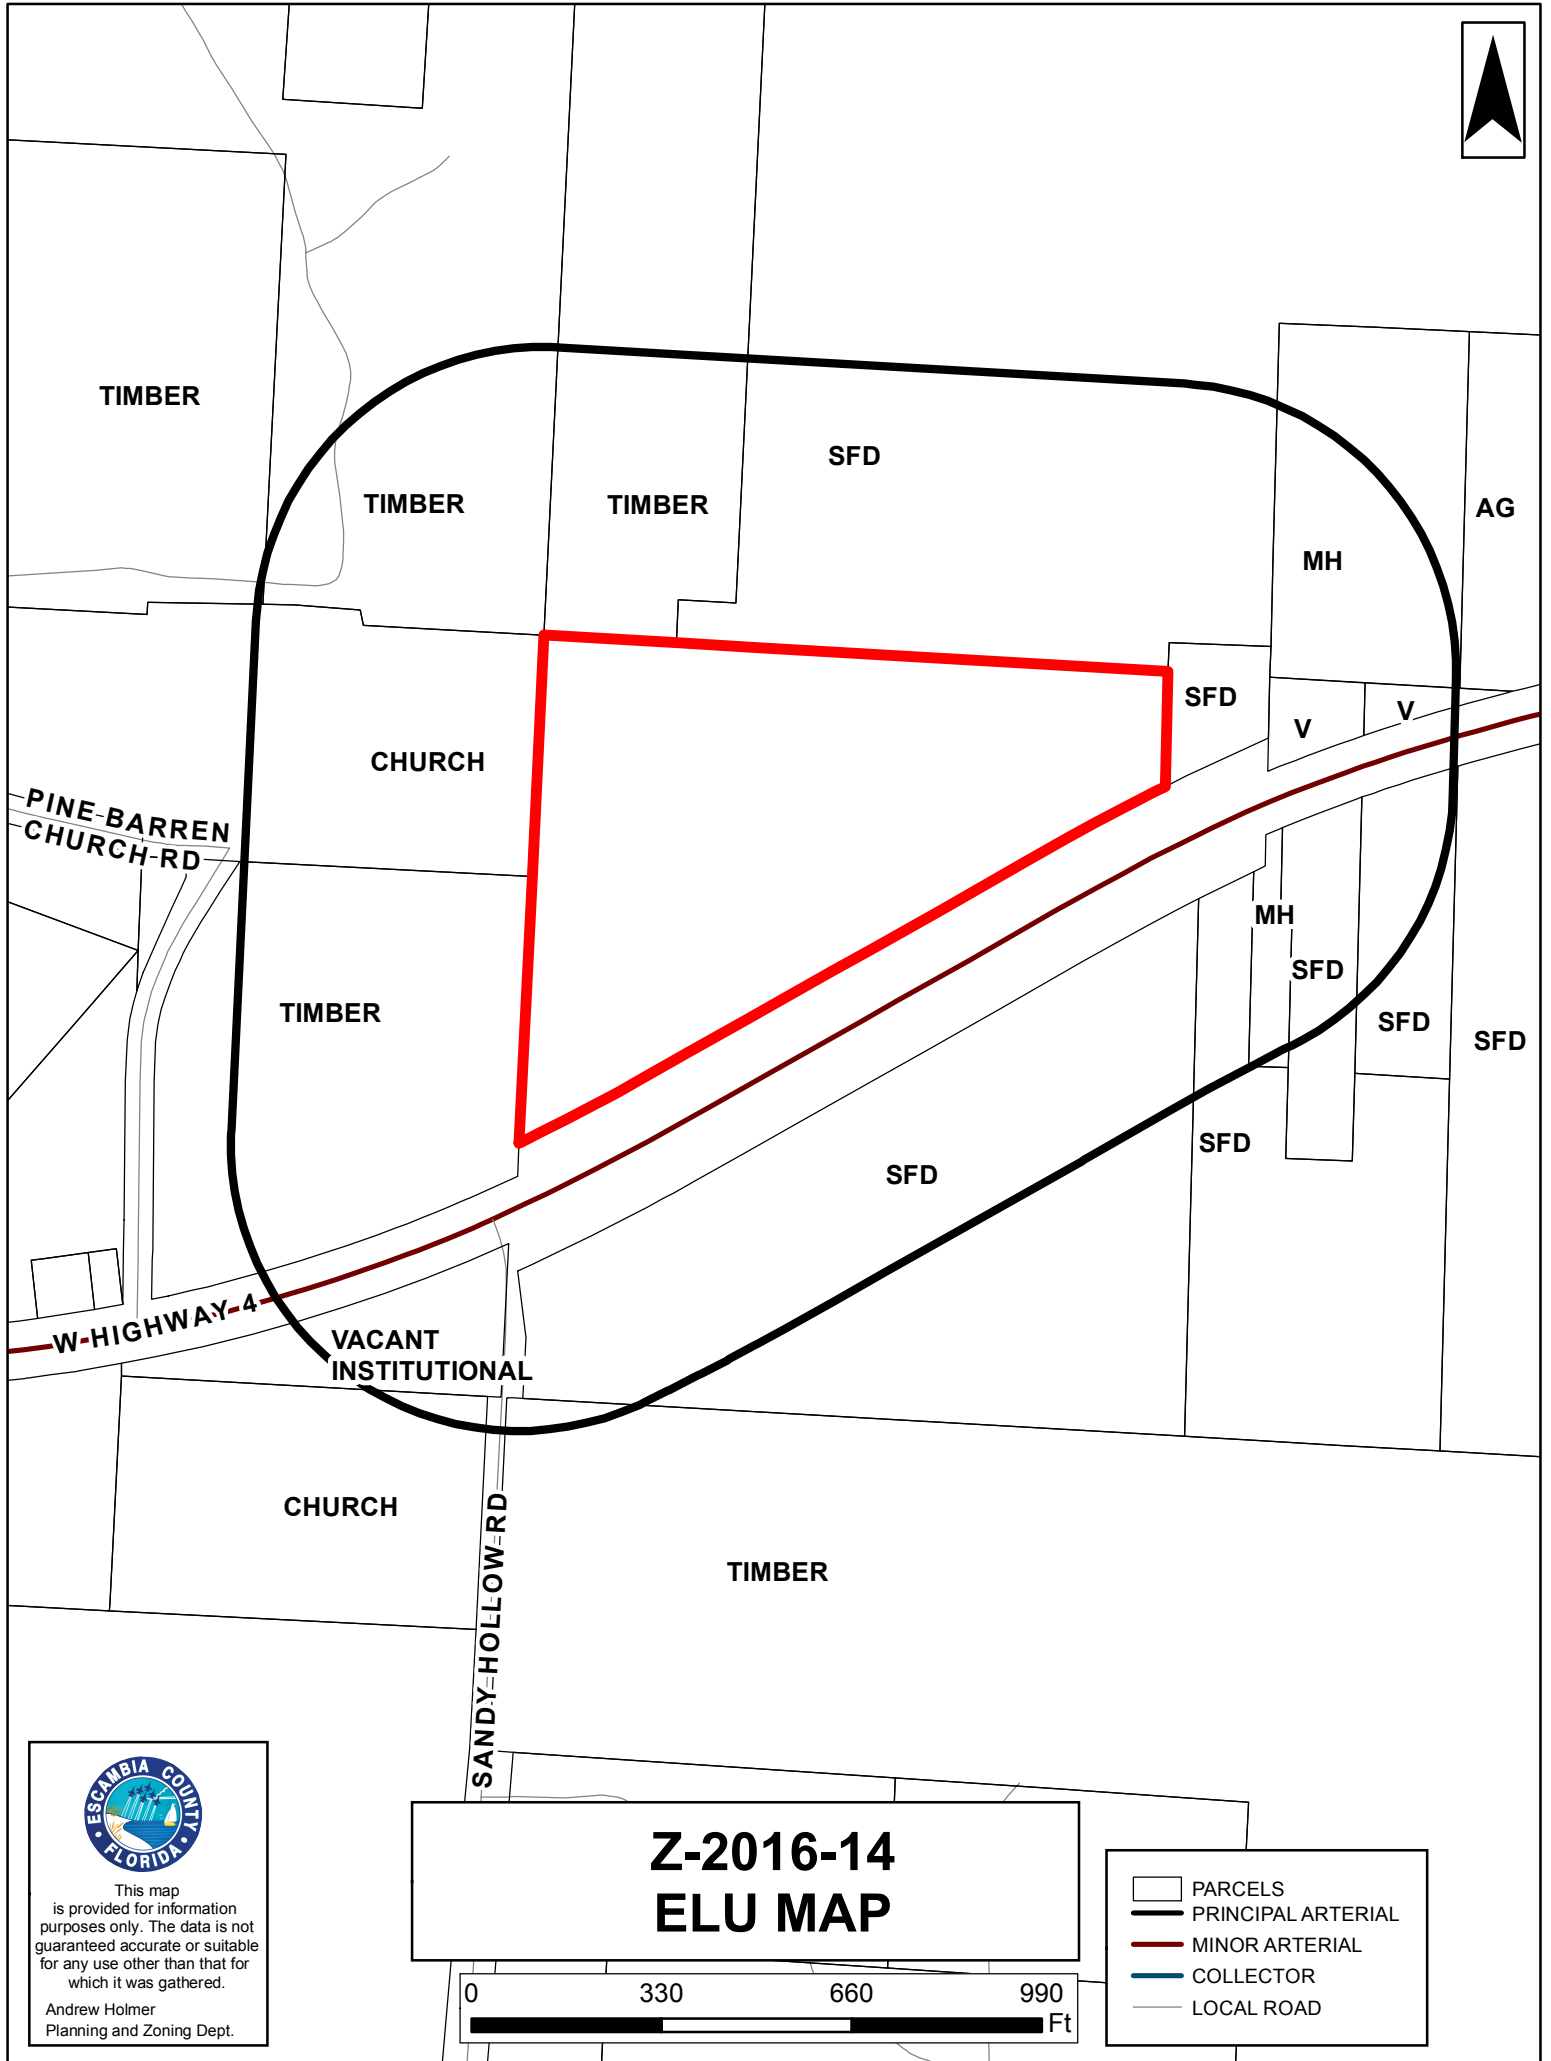 TIMBER
SFD
TIMBER
TIMBER
AG
MH
SFD
V
V
CHURCH
PINE BARREN
CHURCH RD
MH
SFD
TIMBER
SFD
SFD
SFD
SFD
W HIGHWAY 4
VACANT
INSTITUTIONAL
CHURCH
SANDY HOLLOW RD
TIMBER
ESCAMBIA COUNTY
FLORIDA
This map
is provided for information
purposes only. The data is not
guaranteed accurate or suitable
for any use other than that for
which it was gathered.
Andrew Holmer
Planning and Zoning Dept.
Z-2016-14
ELU MAP
0 330 660 990
Ft
PARCELS
PRINCIPAL ARTERIAL
MINOR ARTERIAL
COLLECTOR
LOCAL ROAD